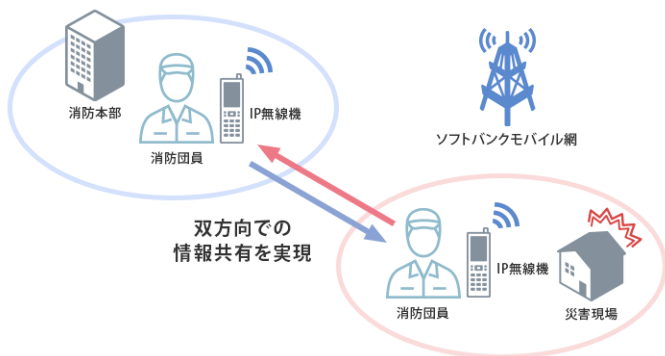 消防本部
消防団員
IP無線機
ソフトバンクモバイル網
双方向での
情報共有を実現
消防団員
IP無線機
災害現場